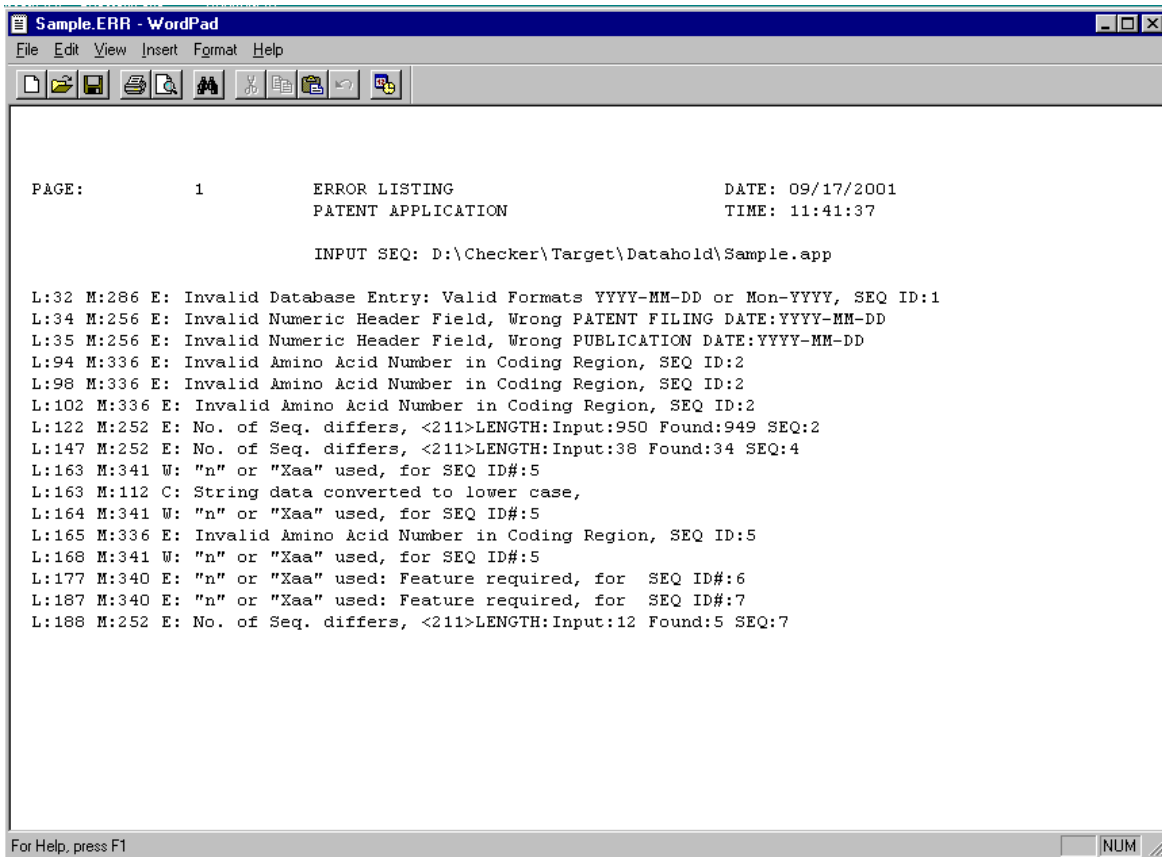 Sample.ERR - WordPad
File Edit View Insert Format Help
PAGE: 1 ERROR LISTING DATE: 09/17/2001
PATENT APPLICATION TIME: 11:41:37
INPUT SEQ: D:\Checker\Target\Datahold\Sample.app
L:32 M:286 E: Invalid Database Entry: Valid Formats YYYY-MM-DD or Mon-YYYY, SEQ ID:1
L:34 M:256 E: Invalid Numeric Header Field, Wrong PATENT FILING DATE:YYYY-MM-DD
L:35 M:256 E: Invalid Numeric Header Field, Wrong PUBLICATION DATE:YYYY-MM-DD
L:94 M:336 E: Invalid Amino Acid Number in Coding Region, SEQ ID:2
L:98 M:336 E: Invalid Amino Acid Number in Coding Region, SEQ ID:2
L:102 M:336 E: Invalid Amino Acid Number in Coding Region, SEQ ID:2
L:122 M:252 E: No. of Seq. differs, <211>LENGTH:Input:950 Found:949 SEQ:2
L:147 M:252 E: No. of Seq. differs, <211>LENGTH:Input:38 Found:34 SEQ:4
L:163 M:341 W: "n" or "Xaa" used, for SEQ ID#:5
L:163 M:112 C: String data converted to lower case,
L:164 M:341 W: "n" or "Xaa" used, for SEQ ID#:5
L:165 M:336 E: Invalid Amino Acid Number in Coding Region, SEQ ID:5
L:168 M:341 W: "n" or "Xaa" used, for SEQ ID#:5
L:177 M:340 E: "n" or "Xaa" used: Feature required, for SEQ ID#:6
L:187 M:340 E: "n" or "Xaa" used: Feature required, for SEQ ID#:7
L:188 M:252 E: No. of Seq. differs, <211>LENGTH:Input:12 Found:5 SEQ:7
For Help, press F1 NUM